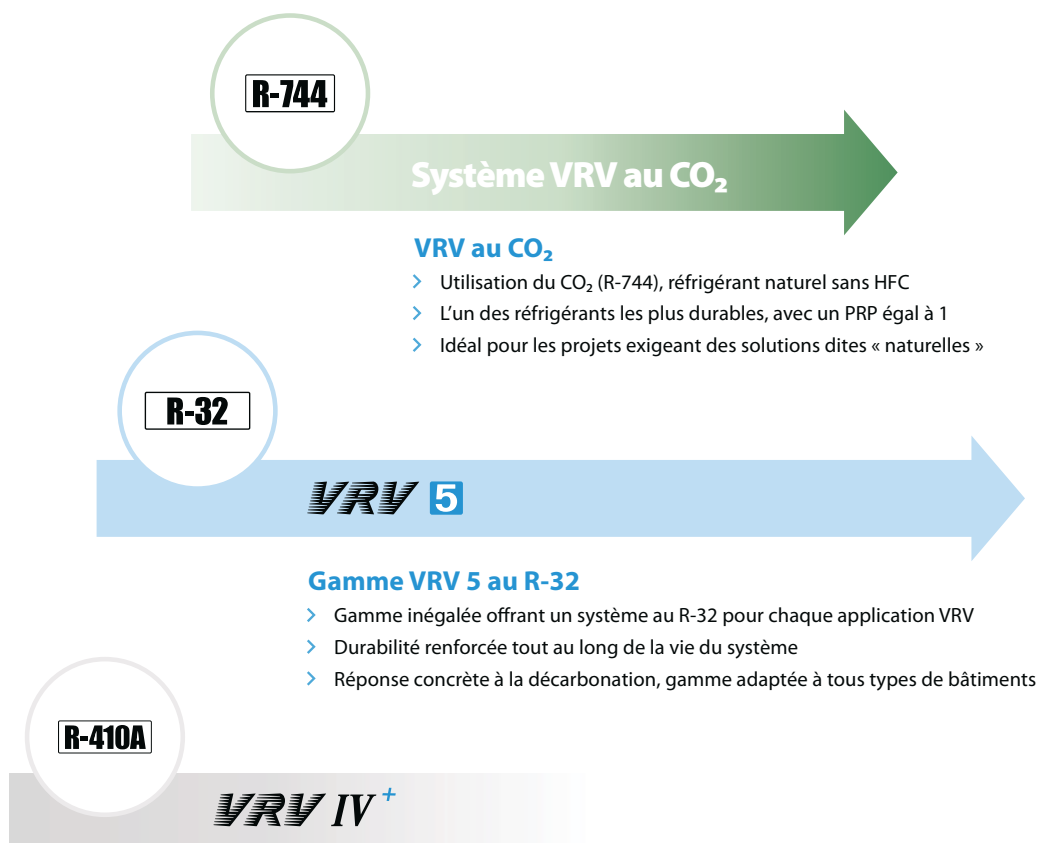 R-744
Système VRV au CO₂
VRV au CO₂
> Utilisation du CO₂ (R-744), réfrigérant naturel sans HFC
> L’un des réfrigérants les plus durables, avec un PRP égal à 1
> Idéal pour les projets exigeant des solutions dites « naturelles »
R-32
VRV 5
Gamme VRV 5 au R-32
> Gamme inégalée offrant un système au R-32 pour chaque application VRV
> Durabilité renforcée tout au long de la vie du système
> Réponse concrète à la décarbonation, gamme adaptée à tous types de bâtiments
R-410A
VRV IV+